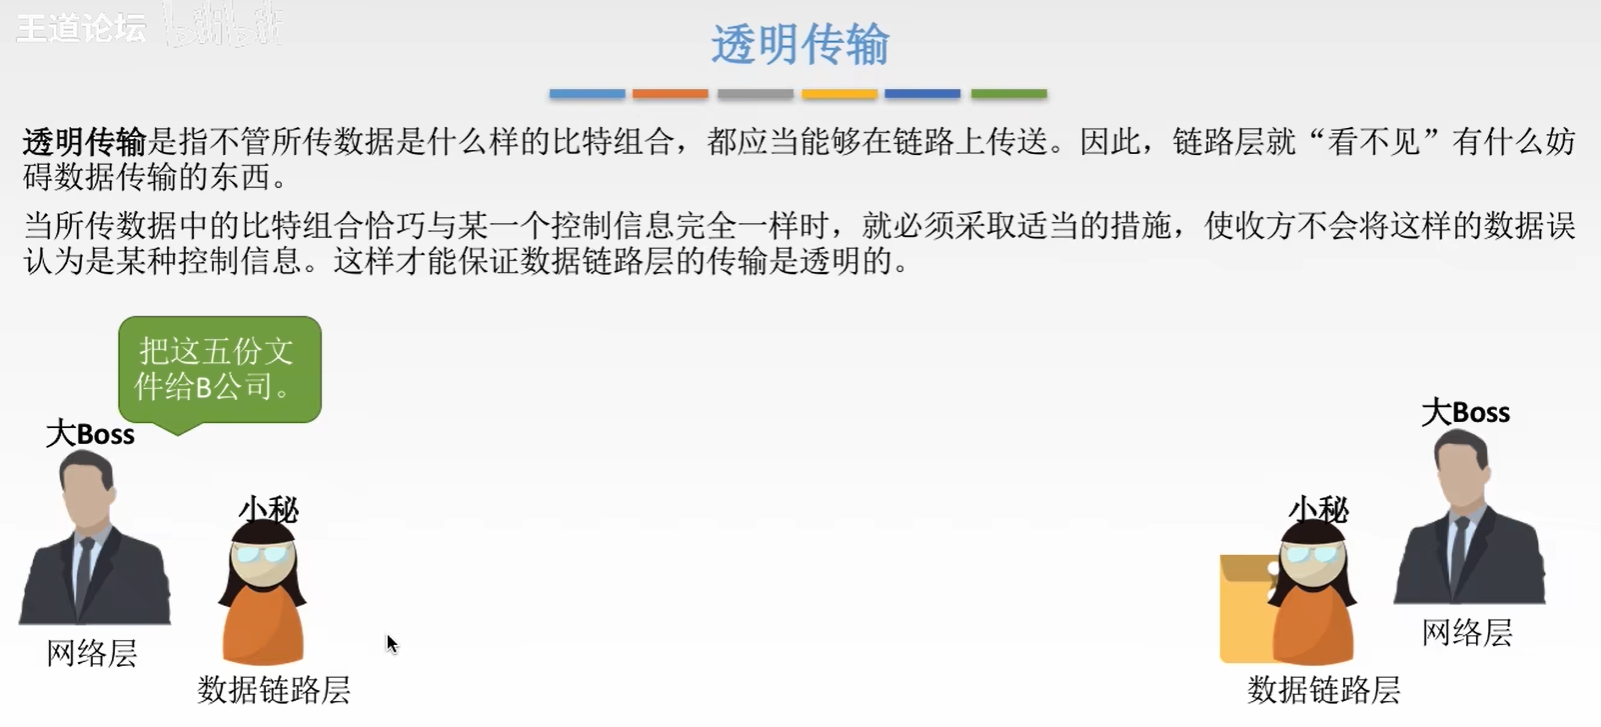 王道论坛 bilibili
透明传输
透明传输是指不管所传数据是什么样的比特组合，都应当能够在链路上传送。因此，链路层就“看不见”有什么妨
碍数据传输的东西。
当所传数据中的比特组合恰巧与某一个控制信息完全一样时，就必须采取适当的措施，使收方不会将这样的数据误
认为是某种控制信息。这样才能保证数据链路层的传输是透明的。
把这五份文
件给B公司。
大Boss
小秘
网络层
数据链路层
大Boss
小秘
网络层
数据链路层